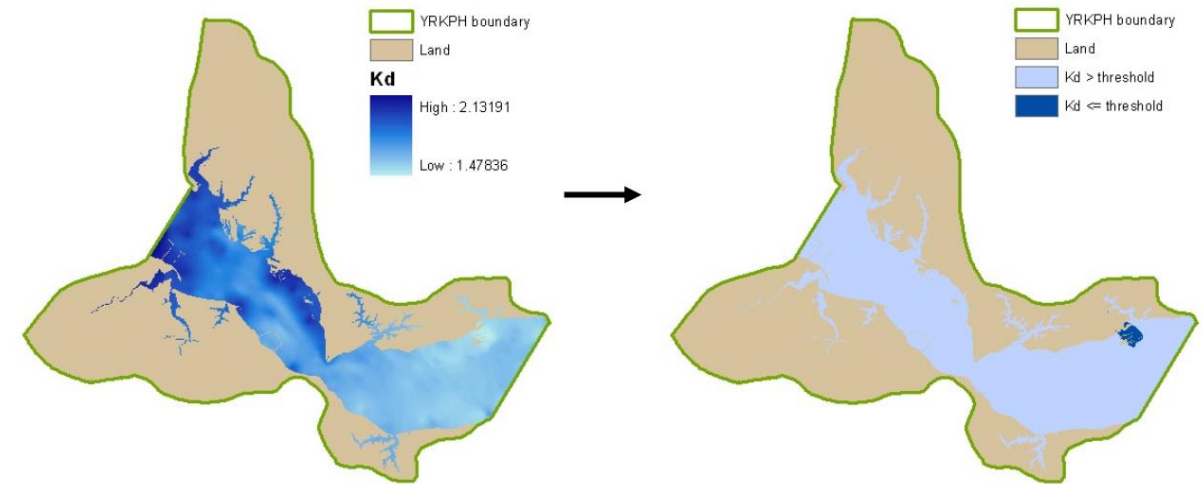 YRKPH boundary
Land
Kd
High : 2.13191
Low : 1.47836
YRKPH boundary
Land
Kd > threshold
Kd <= threshold